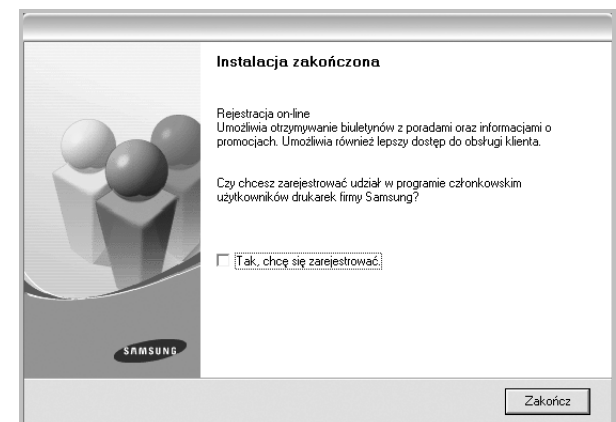 Instalacja zakończona
Rejestracja on-line
Umożliwia otrzymywanie biuletynów z poradami oraz informacjami o
promocjach. Umożliwia również lepszy dostęp do obsługi klienta.
Czy chcesz zarejestrować udział w programie członkowskim
użytkowników drukarek firmy Samsung?
Tak, chcę się zarejestrować.
SAMSUNG
Zakończ